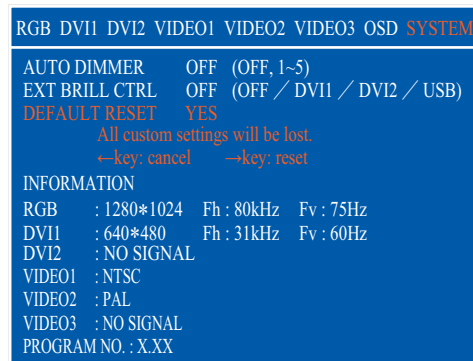 RGB DVI1 DVI2 VIDEO1 VIDEO2 VIDEO3 OSD SYSTEM
AUTO DIMMER OFF (OFF, 1~5)
EXT BRILL CTRL OFF (OFF／DVI1／DVI2／USB)
DEFAULT RESET YES
All custom settings will be lost.
←key: cancel →key: reset
INFORMATION
RGB : 1280*1024 Fh : 80kHz Fv : 75Hz
DVI1 : 640*480 Fh : 31kHz Fv : 60Hz
DVI2 : NO SIGNAL
VIDEO1 : NTSC
VIDEO2 : PAL
VIDEO3 : NO SIGNAL
PROGRAM NO. : X.XX